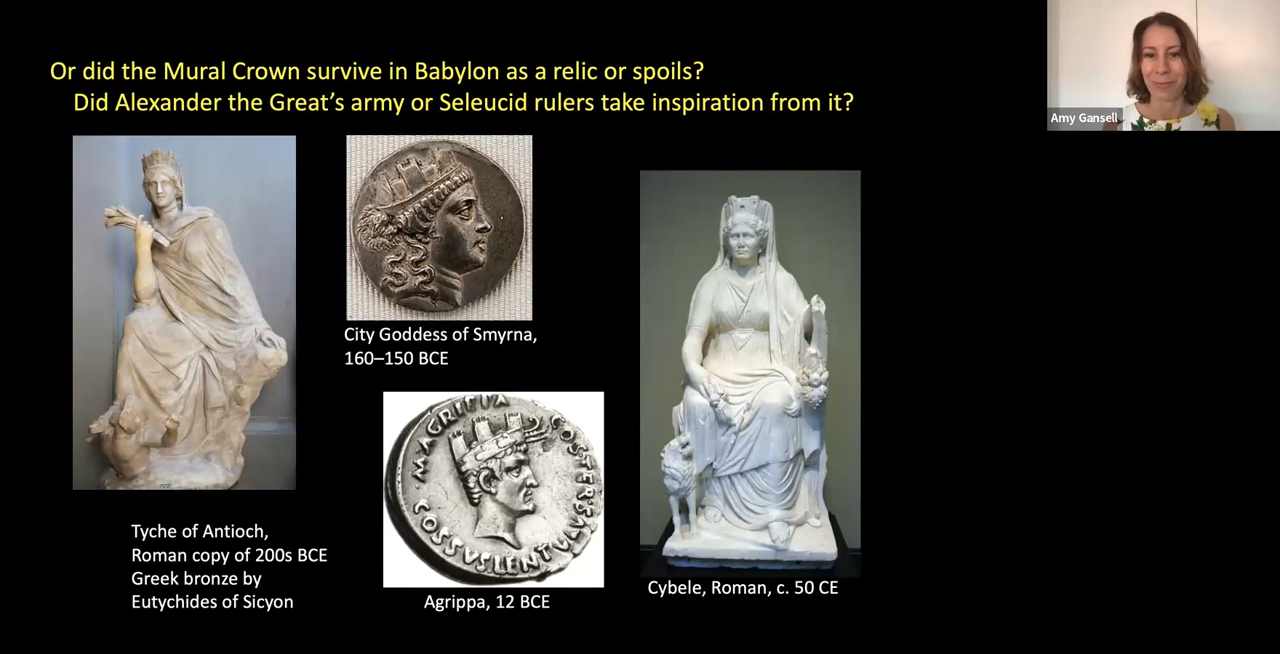 Or did the Mural Crown survive in Babylon as a relic or spoils?
Did Alexander the Great's army or Seleucid rulers take inspiration from it?
Amy Gansell
City Goddess of Smyrna,
160–150 BCE
M·AGRIPPA
COS·TER·
COSSVS LENTVLVS
Tyche of Antioch,
Roman copy of 200s BCE
Greek bronze by
Eutychides of Sicyon
Agrippa, 12 BCE
Cybele, Roman, c. 50 CE